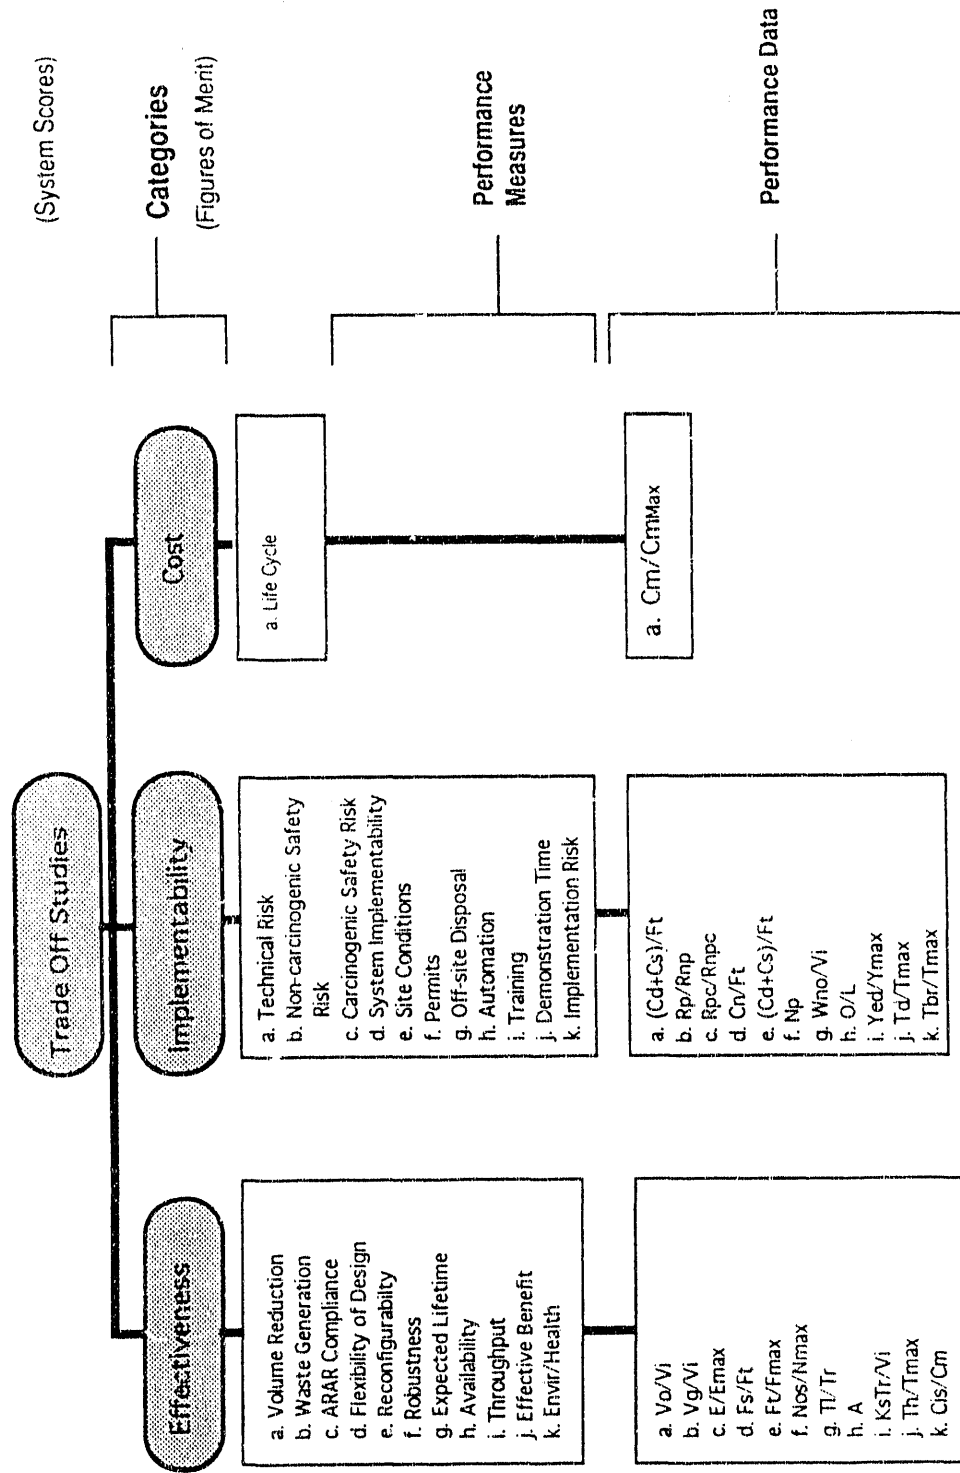 Trade Off Studies
(System Scores)
Effectiveness
Implementability
Cost
Categories
(Figures of Merit)
a. Volume Reduction
b. Waste Generation
c. ARAR Compliance
d. Flexibility of Design
e. Reconfigurabilty
f. Robustness
g. Expected Lifetime
h. Availability
i. Throughput
j. Effective Benefit
k. Envir/Health
a. Technical Risk
b. Non-carcinogenic Safety
Risk
c. Carcinogenic Safety Risk
d. System Implementability
e. Site Conditions
f. Permits
g. Off-site Disposal
h. Automation
i. Training
j. Demonstration Time
k. Implementation Risk
a. Life Cycle
Performance
Measures
a. Vo/Vi
b. Vg/Vi
c. E/Emax
d. Fs/Ft
e. Ft/Fmax
f. Nos/Nmax
g. Tl/Tr
h. A
i. KsTr/Vi
j. Th/Tmax
k. Cis/Cm
a. (Cd+Cs)/Ft
b. Rp/Rnp
c. Rpc/Rnpc
d. Cn/Ft
e. (Cd+Cs)/Ft
f. Np
g. Wno/Vi
h. O/L
i. Yed/Ymax
j. Td/Tmax
k. Tbr/Tmax
a. Cm/CmMax
Performance Data